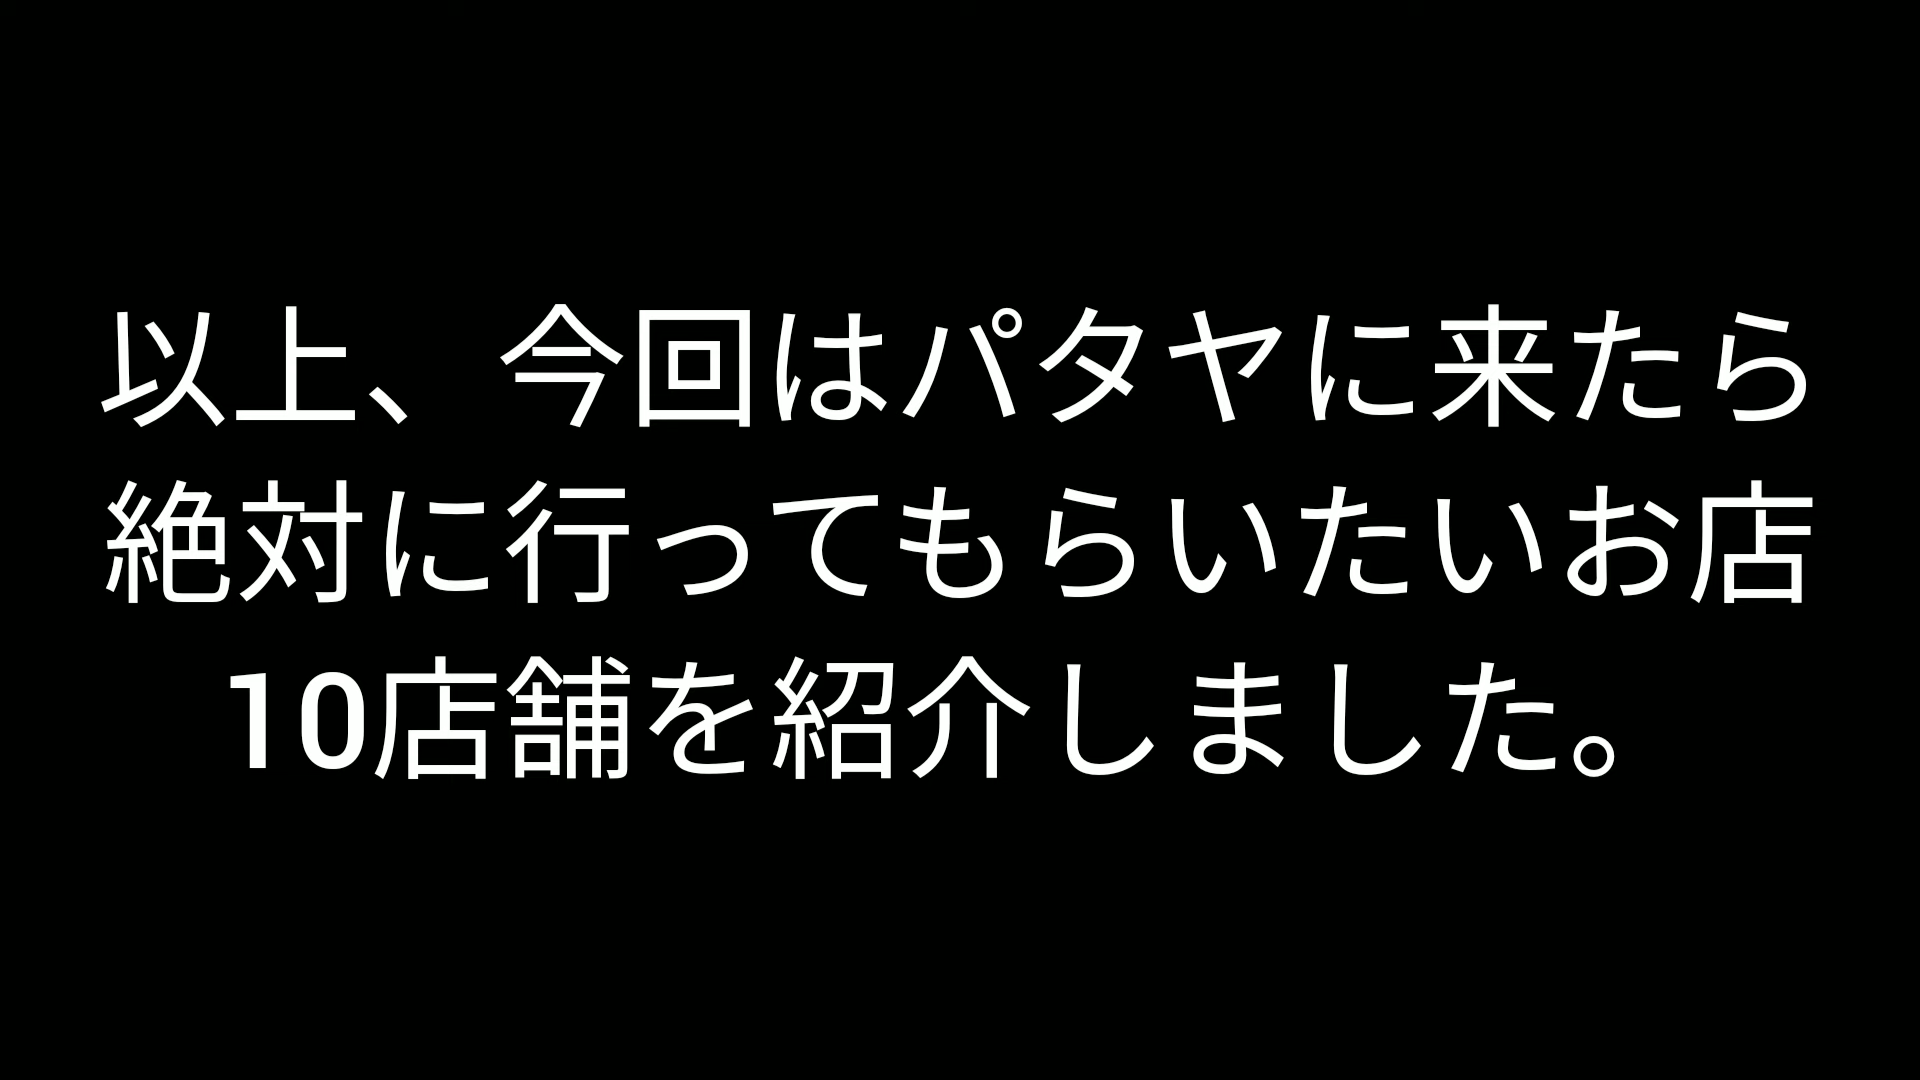 以上、今回はパタヤに来たら
絶対に行ってもらいたいお店
10店舗を紹介しました。